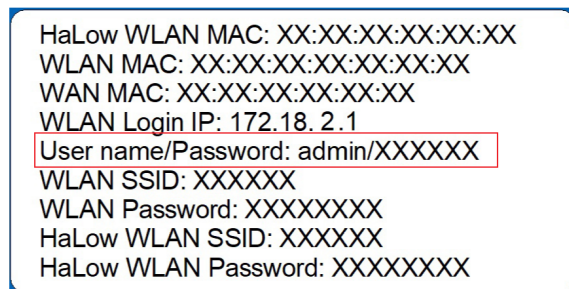 HaLow WLAN MAC: XX:XX:XX:XX:XX:XX
WLAN MAC: XX:XX:XX:XX:XX:XX:XX
WAN MAC: XX:XX:XX:XX:XX:XX
WLAN Login IP: 172.18. 2.1
User name/Password: admin/XXXXXX
WLAN SSID: XXXXXX
WLAN Password: XXXXXXXX
HaLow WLAN SSID: XXXXXX
HaLow WLAN Password: XXXXXXXX